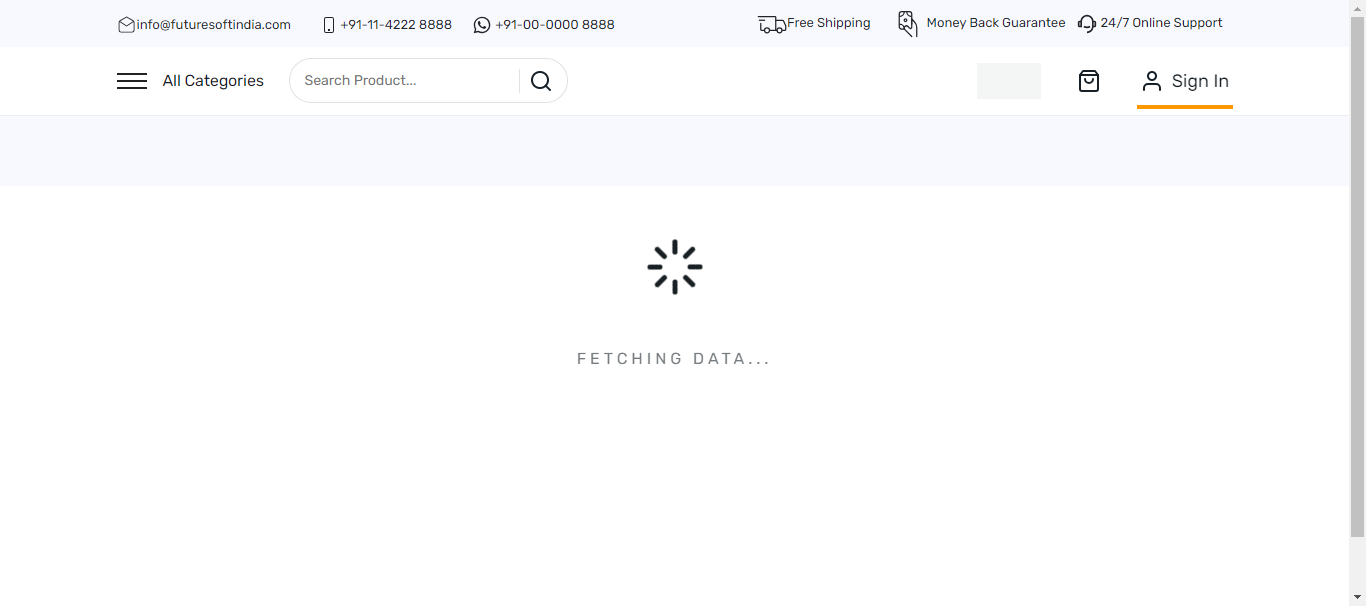 info@futuresoftindia.com +91-11-4222 8888 +91-00-0000 8888 Free Shipping Money Back Guarantee 24/7 Online Support
All Categories Search Product... Sign In
FETCHING DATA...